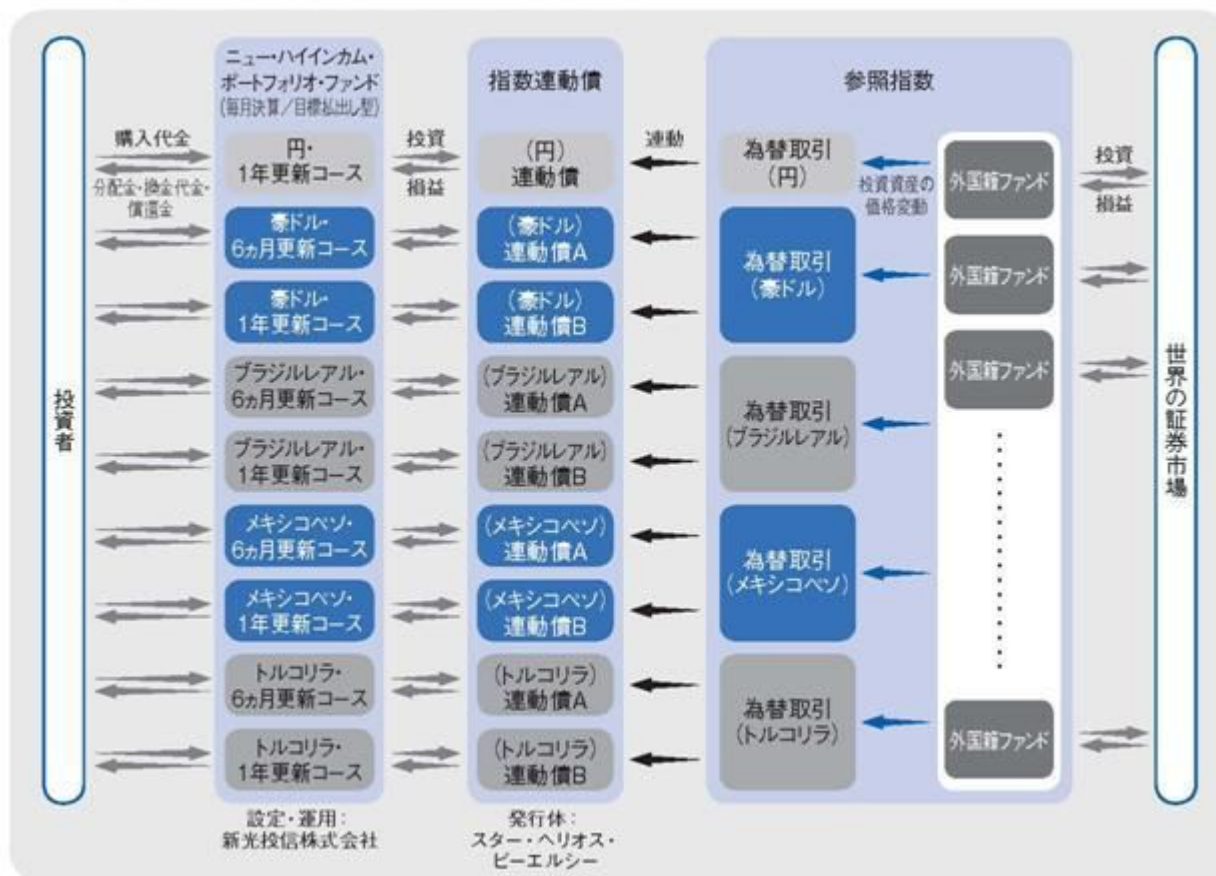 ニュー・ハイインカム・
ポートフォリオ・ファンド
(毎月決算／目標払出し型)
指数連動債
参照指数
購入代金
分配金・換金代金・
償還金
投資
損益
連動
投資資産の
価格変動
投資
損益
投資者
円・
1年更新コース
(円)
連動債
為替取引
(円)
外国籍ファンド
豪ドル・
6ヵ月更新コース
(豪ドル)
連動債A
為替取引
(豪ドル)
外国籍ファンド
豪ドル・
1年更新コース
(豪ドル)
連動債B
外国籍ファンド
ブラジルレアル・
6ヵ月更新コース
(ブラジルレアル)
連動債A
為替取引
(ブラジルレアル)
ブラジルレアル・
1年更新コース
(ブラジルレアル)
連動債B
メキシコペソ・
6ヵ月更新コース
(メキシコペソ)
連動債A
為替取引
(メキシコペソ)
メキシコペソ・
1年更新コース
(メキシコペソ)
連動債B
トルコリラ・
6ヵ月更新コース
(トルコリラ)
連動債A
為替取引
(トルコリラ)
外国籍ファンド
トルコリラ・
1年更新コース
(トルコリラ)
連動債B
世界の証券市場
設定・運用：
新光投信株式会社
発行体：
スター・ヘリオス・
ピーエルシー